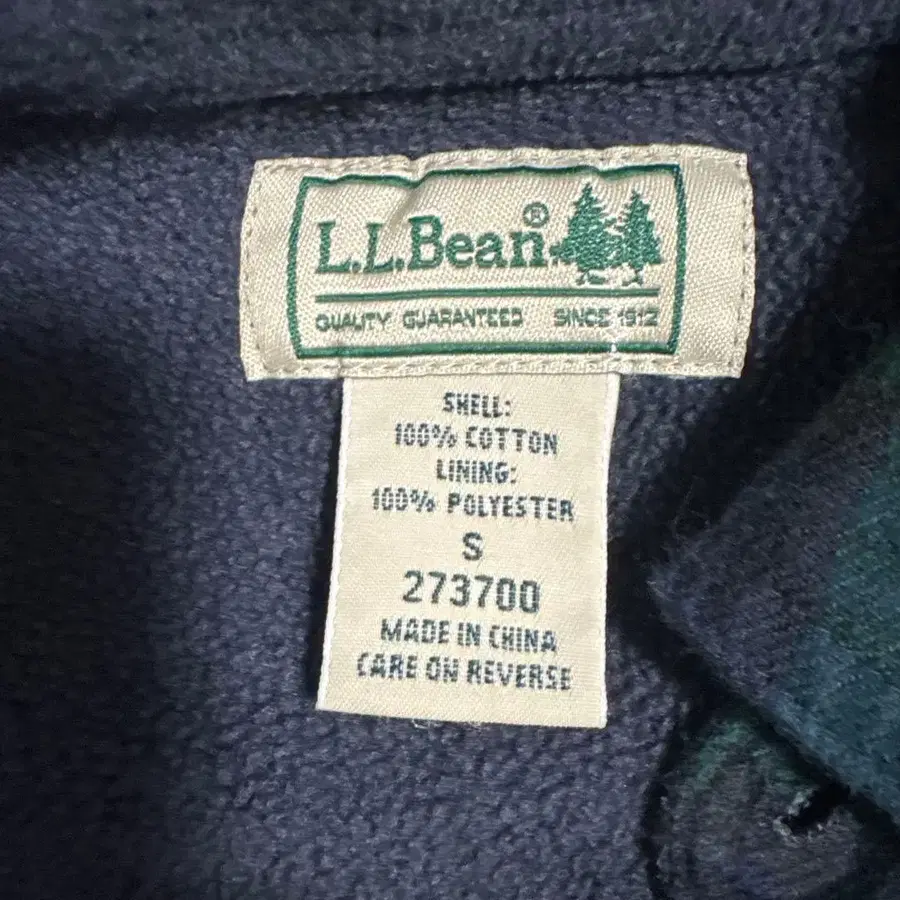 L.L.Bean®
QUALITY GUARANTEED SINCE 1912
SHELL:
100% COTTON
LINING:
100% POLYESTER
S
273700
MADE IN CHINA
CARE ON REVERSE